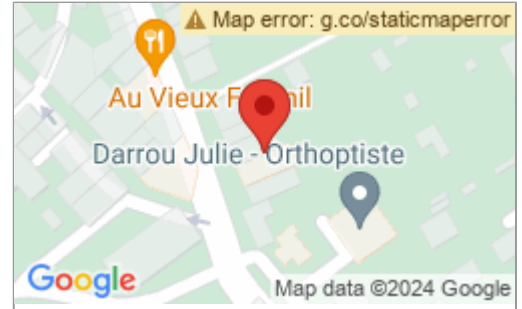 Map error: g.co/staticmaperror
Au Vieux
Darrou Julie - Orthoptiste
Google
Map data ©2024 Google